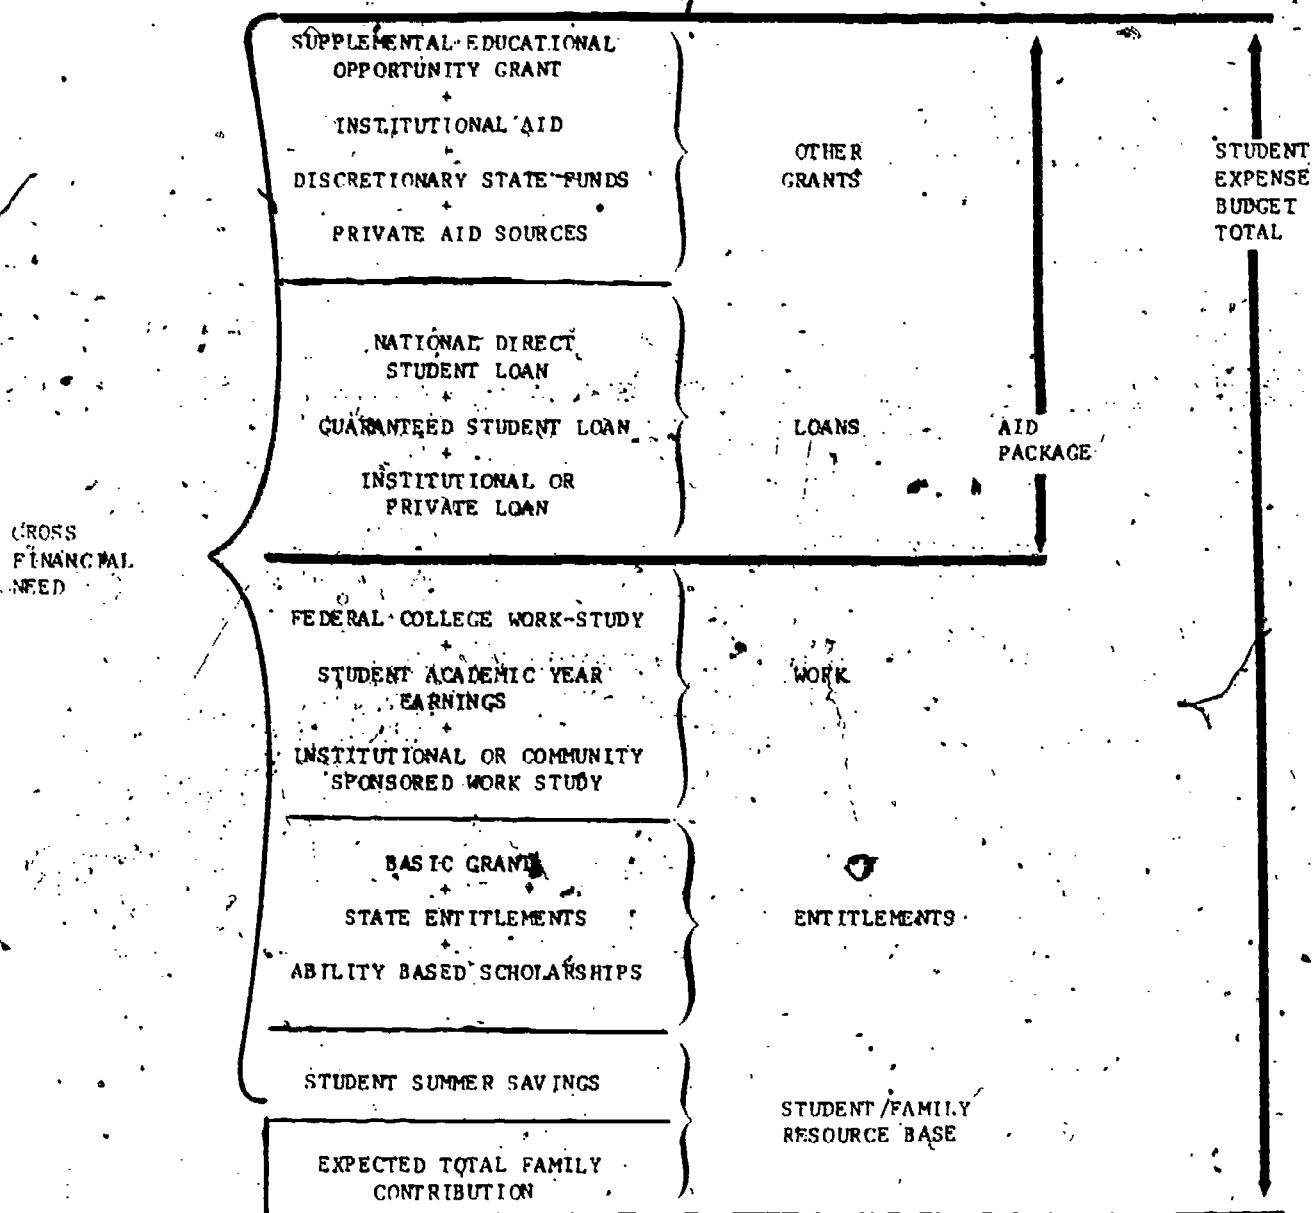 SUPPLEMENTAL EDUCATIONAL
OPPORTUNITY GRANT
+
INSTITUTIONAL AID
+
DISCRETIONARY STATE FUNDS
+
PRIVATE AID SOURCES
OTHER
GRANTS
STUDENT
EXPENSE
BUDGET
TOTAL
NATIONAL DIRECT
STUDENT LOAN
+
GUARANTEED STUDENT LOAN
+
INSTITUTIONAL OR
PRIVATE LOAN
LOANS
AID
PACKAGE
GROSS
FINANCIAL
NEED
FEDERAL COLLEGE WORK-STUDY
+
STUDENT ACADEMIC YEAR
EARNINGS
+
INSTITUTIONAL OR COMMUNITY
SPONSORED WORK STUDY
WORK
BASIC GRANT
+
STATE ENTITLEMENTS
+
ABILITY BASED SCHOLARSHIPS
ENTITLEMENTS
STUDENT SUMMER SAVINGS
EXPECTED TOTAL FAMILY
CONTRIBUTION
STUDENT/FAMILY
RESOURCE BASE